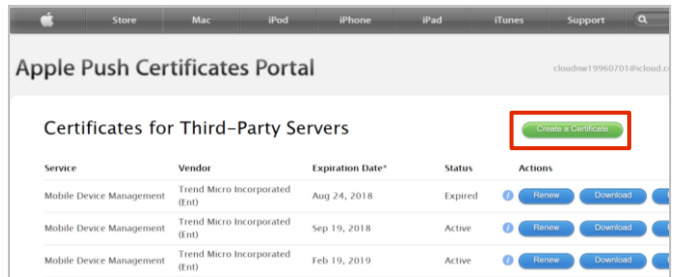 Store Mac iPod iPhone iPad iTunes Support
Apple Push Certificates Portal
cloudnw19960701@icloud.c
Certificates for Third-Party Servers
Create a Certificate
Service Vendor Expiration Date* Status Actions
Mobile Device Management Trend Micro Incorporated (Ent) Aug 24, 2018 Expired i Renew Download
Mobile Device Management Trend Micro Incorporated (Ent) Sep 19, 2018 Active i Renew Download
Mobile Device Management Trend Micro Incorporated (Ent) Feb 19, 2019 Active i Renew Download